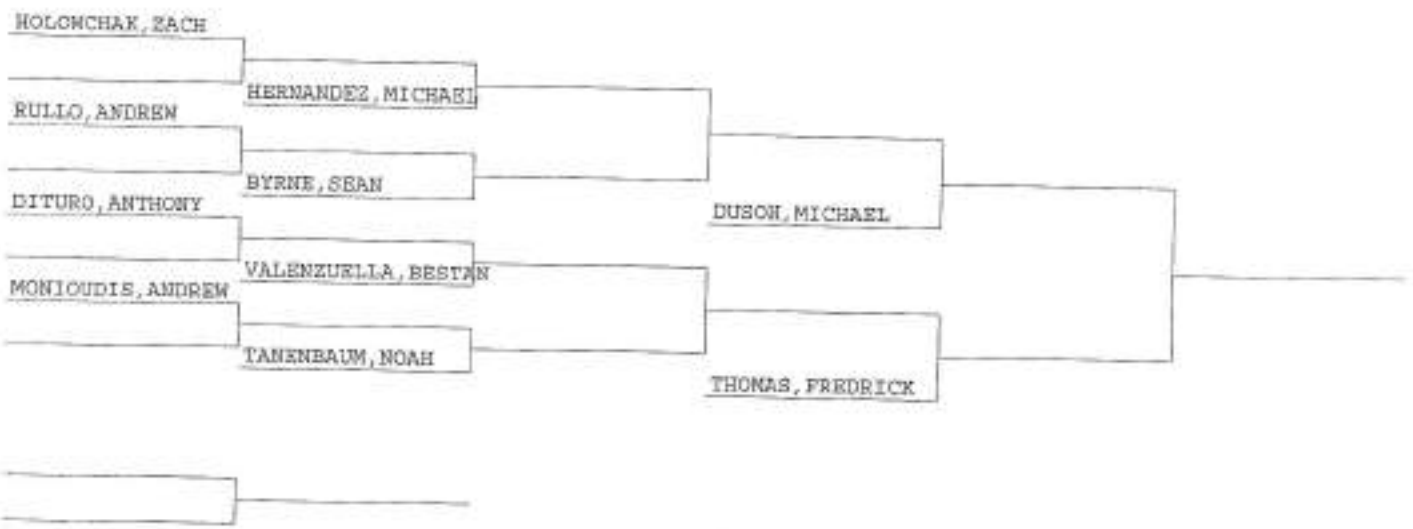 HOLOWCHAK,ZACH
HERNANDEZ,MICHAEL
RULLO,ANDREW
BYRNE,SEAN
DITURO,ANTHONY
DUSON,MICHAEL
VALENZUELLA,BESTAN
MONIOUDIS,ANDREW
TANENBAUM,NOAH
THOMAS,FREDRICK